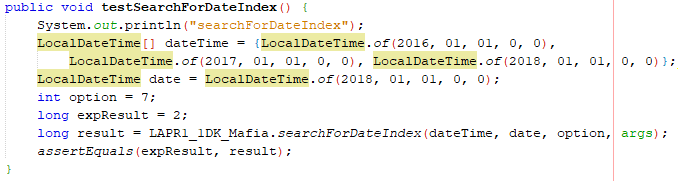 public void testSearchForDateIndex() {
System.out.println("searchForDateIndex");
LocalDateTime[] dateTime = {LocalDateTime.of(2016, 01, 01, 0, 0),
LocalDateTime.of(2017, 01, 01, 0, 0), LocalDateTime.of(2018, 01, 01, 0, 0)};
LocalDateTime date = LocalDateTime.of(2018, 01, 01, 0, 0);
int option = 7;
long expResult = 2;
long result = LAPR1_1DK_Mafia.searchForDateIndex(dateTime, date, option, args);
assertEquals(expResult, result);
}